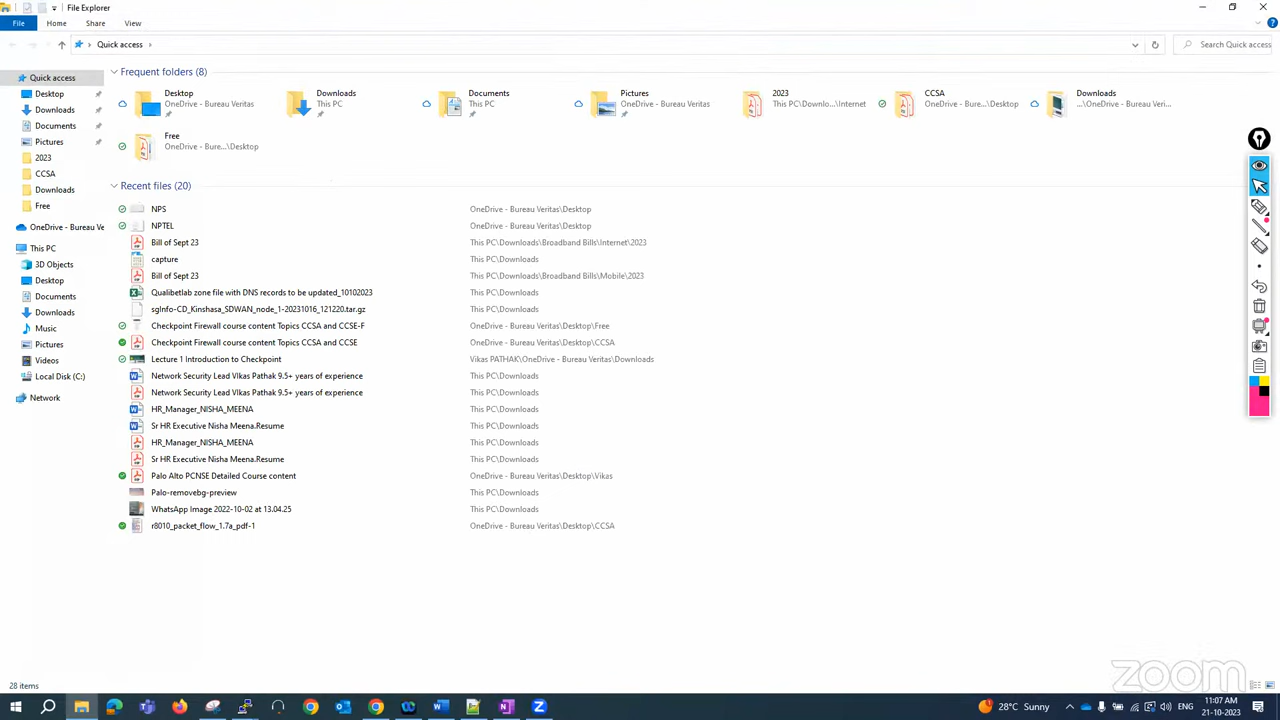 File Explorer
File Home Share View
Quick access
Search Quick access
Quick access
Desktop
Downloads
Documents
Pictures
2023
CCSA
Downloads
Free
OneDrive - Bureau Ve
This PC
3D Objects
Desktop
Documents
Downloads
Music
Pictures
Videos
Local Disk (C:)
Network
Frequent folders (8)
Desktop
OneDrive - Bureau Veritas
Downloads
This PC
Documents
This PC
Pictures
OneDrive - Bureau Veritas
2023
This PC\Downlo...\Internet
CCSA
OneDrive - Bure...\Desktop
Downloads
...\OneDrive - Bureau Veri...
Free
OneDrive - Bure...\Desktop
Recent files (20)
NPS OneDrive - Bureau Veritas\Desktop
NPTEL OneDrive - Bureau Veritas\Desktop
Bill of Sept 23 This PC\Downloads\Broadband Bills\Internet\2023
capture This PC\Downloads
Bill of Sept 23 This PC\Downloads\Broadband Bills\Mobile\2023
Qualibetlab zone file with DNS records to be updated_10102023 This PC\Downloads
sgInfo-CD_Kinshasa_SDWAN_node_1-20231016_121220.tar.gz This PC\Downloads
Checkpoint Firewall course content Topics CCSA and CCSE-F OneDrive - Bureau Veritas\Desktop\Free
Checkpoint Firewall course content Topics CCSA and CCSE OneDrive - Bureau Veritas\Desktop\CCSA
Lecture 1 Introduction to Checkpoint Vikas PATHAK\OneDrive - Bureau Veritas\Downloads
Network Security Lead VIkas Pathak 9.5+ years of experience This PC\Downloads
Network Security Lead VIkas Pathak 9.5+ years of experience This PC\Downloads
HR_Manager_NISHA_MEENA This PC\Downloads
Sr HR Executive Nisha Meena.Resume This PC\Downloads
HR_Manager_NISHA_MEENA This PC\Downloads
Sr HR Executive Nisha Meena.Resume This PC\Downloads
Palo Alto PCNSE Detailed Course content OneDrive - Bureau Veritas\Desktop\Vikas
Palo-removebg-preview This PC\Downloads
WhatsApp Image 2022-10-02 at 13.04.25 This PC\Downloads
r8010_packet_flow_1.7a_pdf-1 OneDrive - Bureau Veritas\Desktop\CCSA
28 items
zoom
28°C Sunny
ENG
11:07 AM
21-10-2023